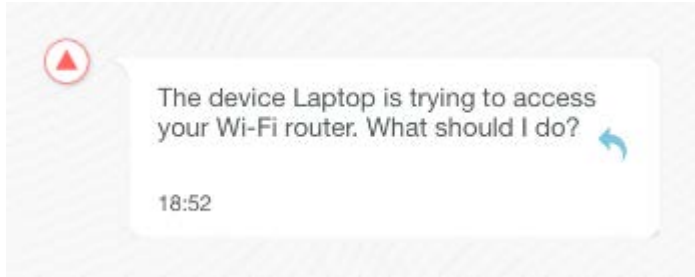 The device Laptop is trying to access
your Wi-Fi router. What should I do?
18:52